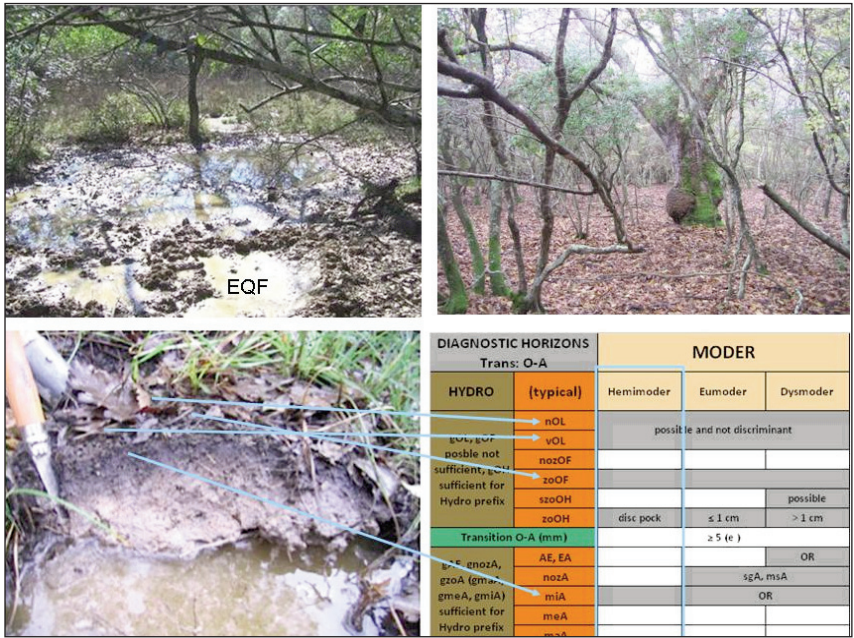 EQF
DIAGNOSTIC HORIZONS
Trans: O-A
MODER
HYDRO
(typical)
Hemimoder
Eumoder
Dysmoder
gOL, gOF
posble not
sufficient, gOH
sufficient for
Hydro prefix
nOL
vOL
nozOF
zoOF
szoOH
zoOH
possible and not discriminant
possible
disc pock
≤ 1 cm
> 1 cm
Transition O-A (mm)
≥ 5 (e )
gAE, gnozA,
gzoA (gmaA,
gmeA, gmiA)
sufficient for
Hydro prefix
AE, EA
OR
nozA
sgA, msA
miA
OR
meA
maA